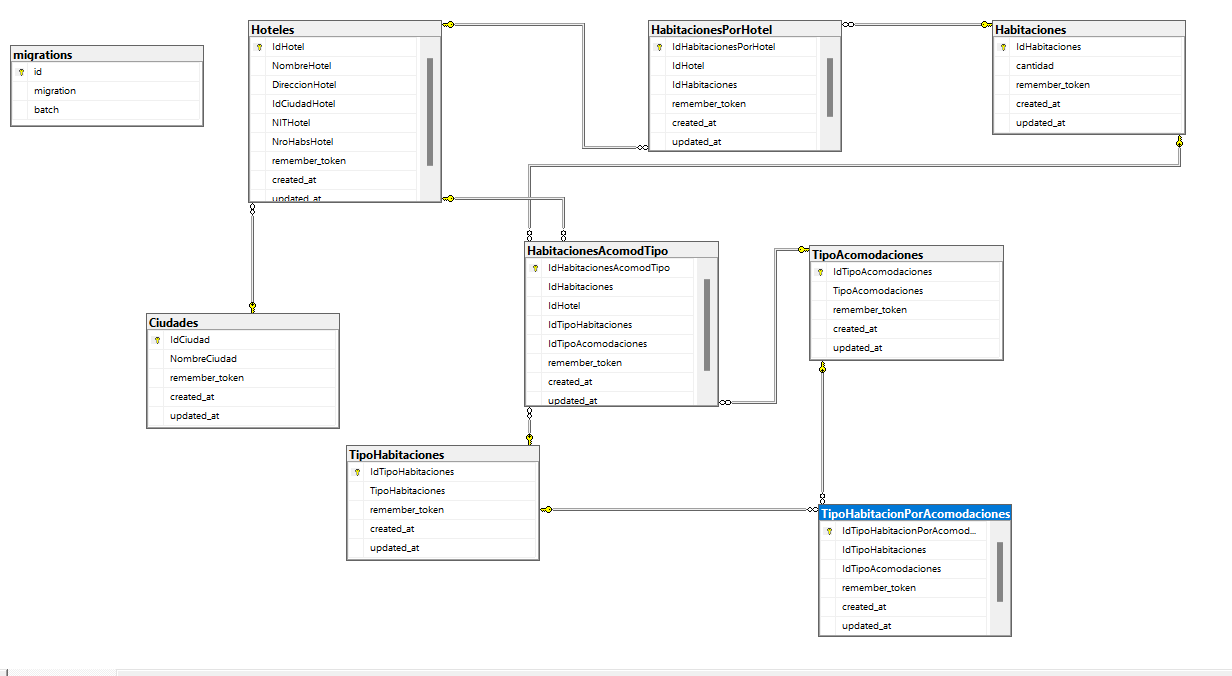 migrations
id
migration
batch
Hoteles
IdHotel
NombreHotel
DireccionHotel
IdCiudadHotel
NITHotel
NroHabsHotel
remember_token
created_at
updated_at
HabitacionesPorHotel
IdHabitacionesPorHotel
IdHotel
IdHabitaciones
remember_token
created_at
updated_at
Habitaciones
IdHabitaciones
cantidad
remember_token
created_at
updated_at
HabitacionesAcomodTipo
IdHabitacionesAcomodTipo
IdHabitaciones
IdHotel
IdTipoHabitaciones
IdTipoAcomodaciones
remember_token
created_at
updated_at
TipoAcomodaciones
IdTipoAcomodaciones
TipoAcomodaciones
remember_token
created_at
updated_at
Ciudades
IdCiudad
NombreCiudad
remember_token
created_at
updated_at
TipoHabitaciones
IdTipoHabitaciones
TipoHabitaciones
remember_token
created_at
updated_at
TipoHabitacionPorAcomodaciones
IdTipoHabitacionPorAcomod...
IdTipoHabitaciones
IdTipoAcomodaciones
remember_token
created_at
updated_at